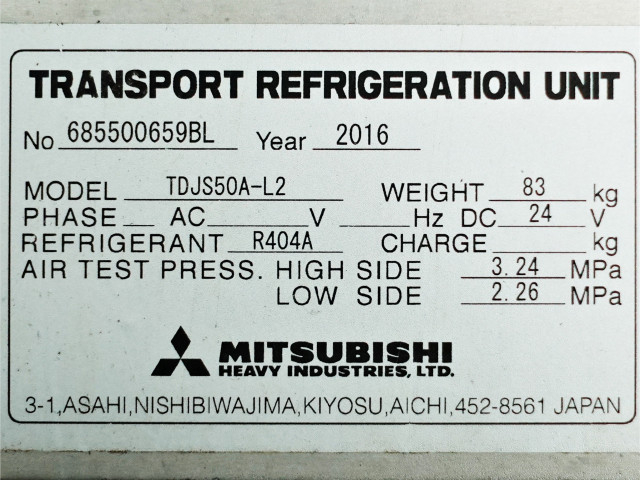 TRANSPORT REFRIGERATION UNIT
No 685500659BL Year 2016
MODEL TDJS50A-L2 WEIGHT 83 kg
PHASE AC V Hz DC 24 V
REFRIGERANT R404A CHARGE kg
AIR TEST PRESS. HIGH SIDE 3.24 MPa
LOW SIDE 2.26 MPa
MITSUBISHI
HEAVY INDUSTRIES, LTD.
3-1,ASAHI,NISHIBIWAJIMA,KIYOSU,AICHI,452-8561 JAPAN